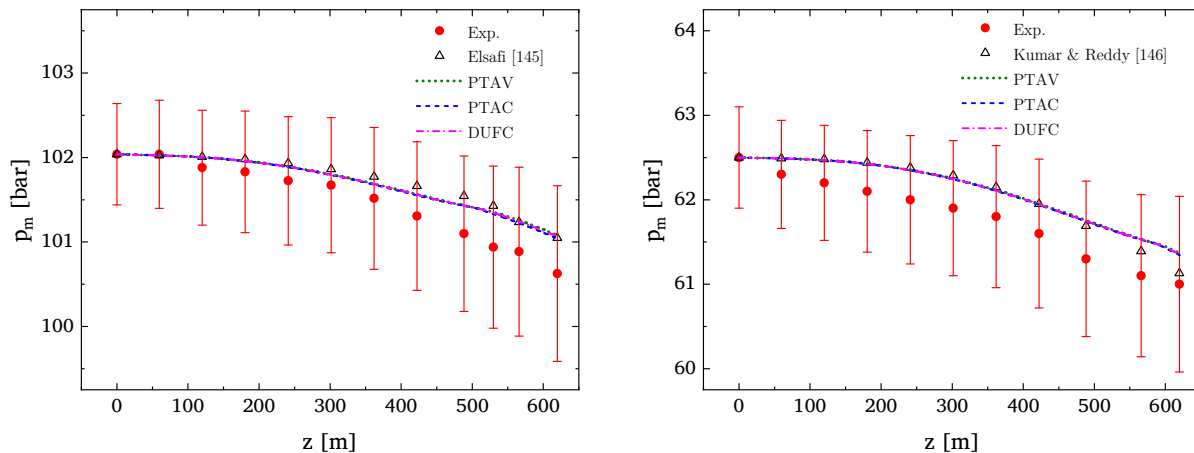 Exp.
Elsafi [145]
PTAV
PTAC
DUFC
103
102
101
100
p_m [bar]
0 100 200 300 400 500 600
z [m]
Exp.
Kumar & Reddy [146]
PTAV
PTAC
DUFC
64
63
62
61
60
p_m [bar]
0 100 200 300 400 500 600
z [m]